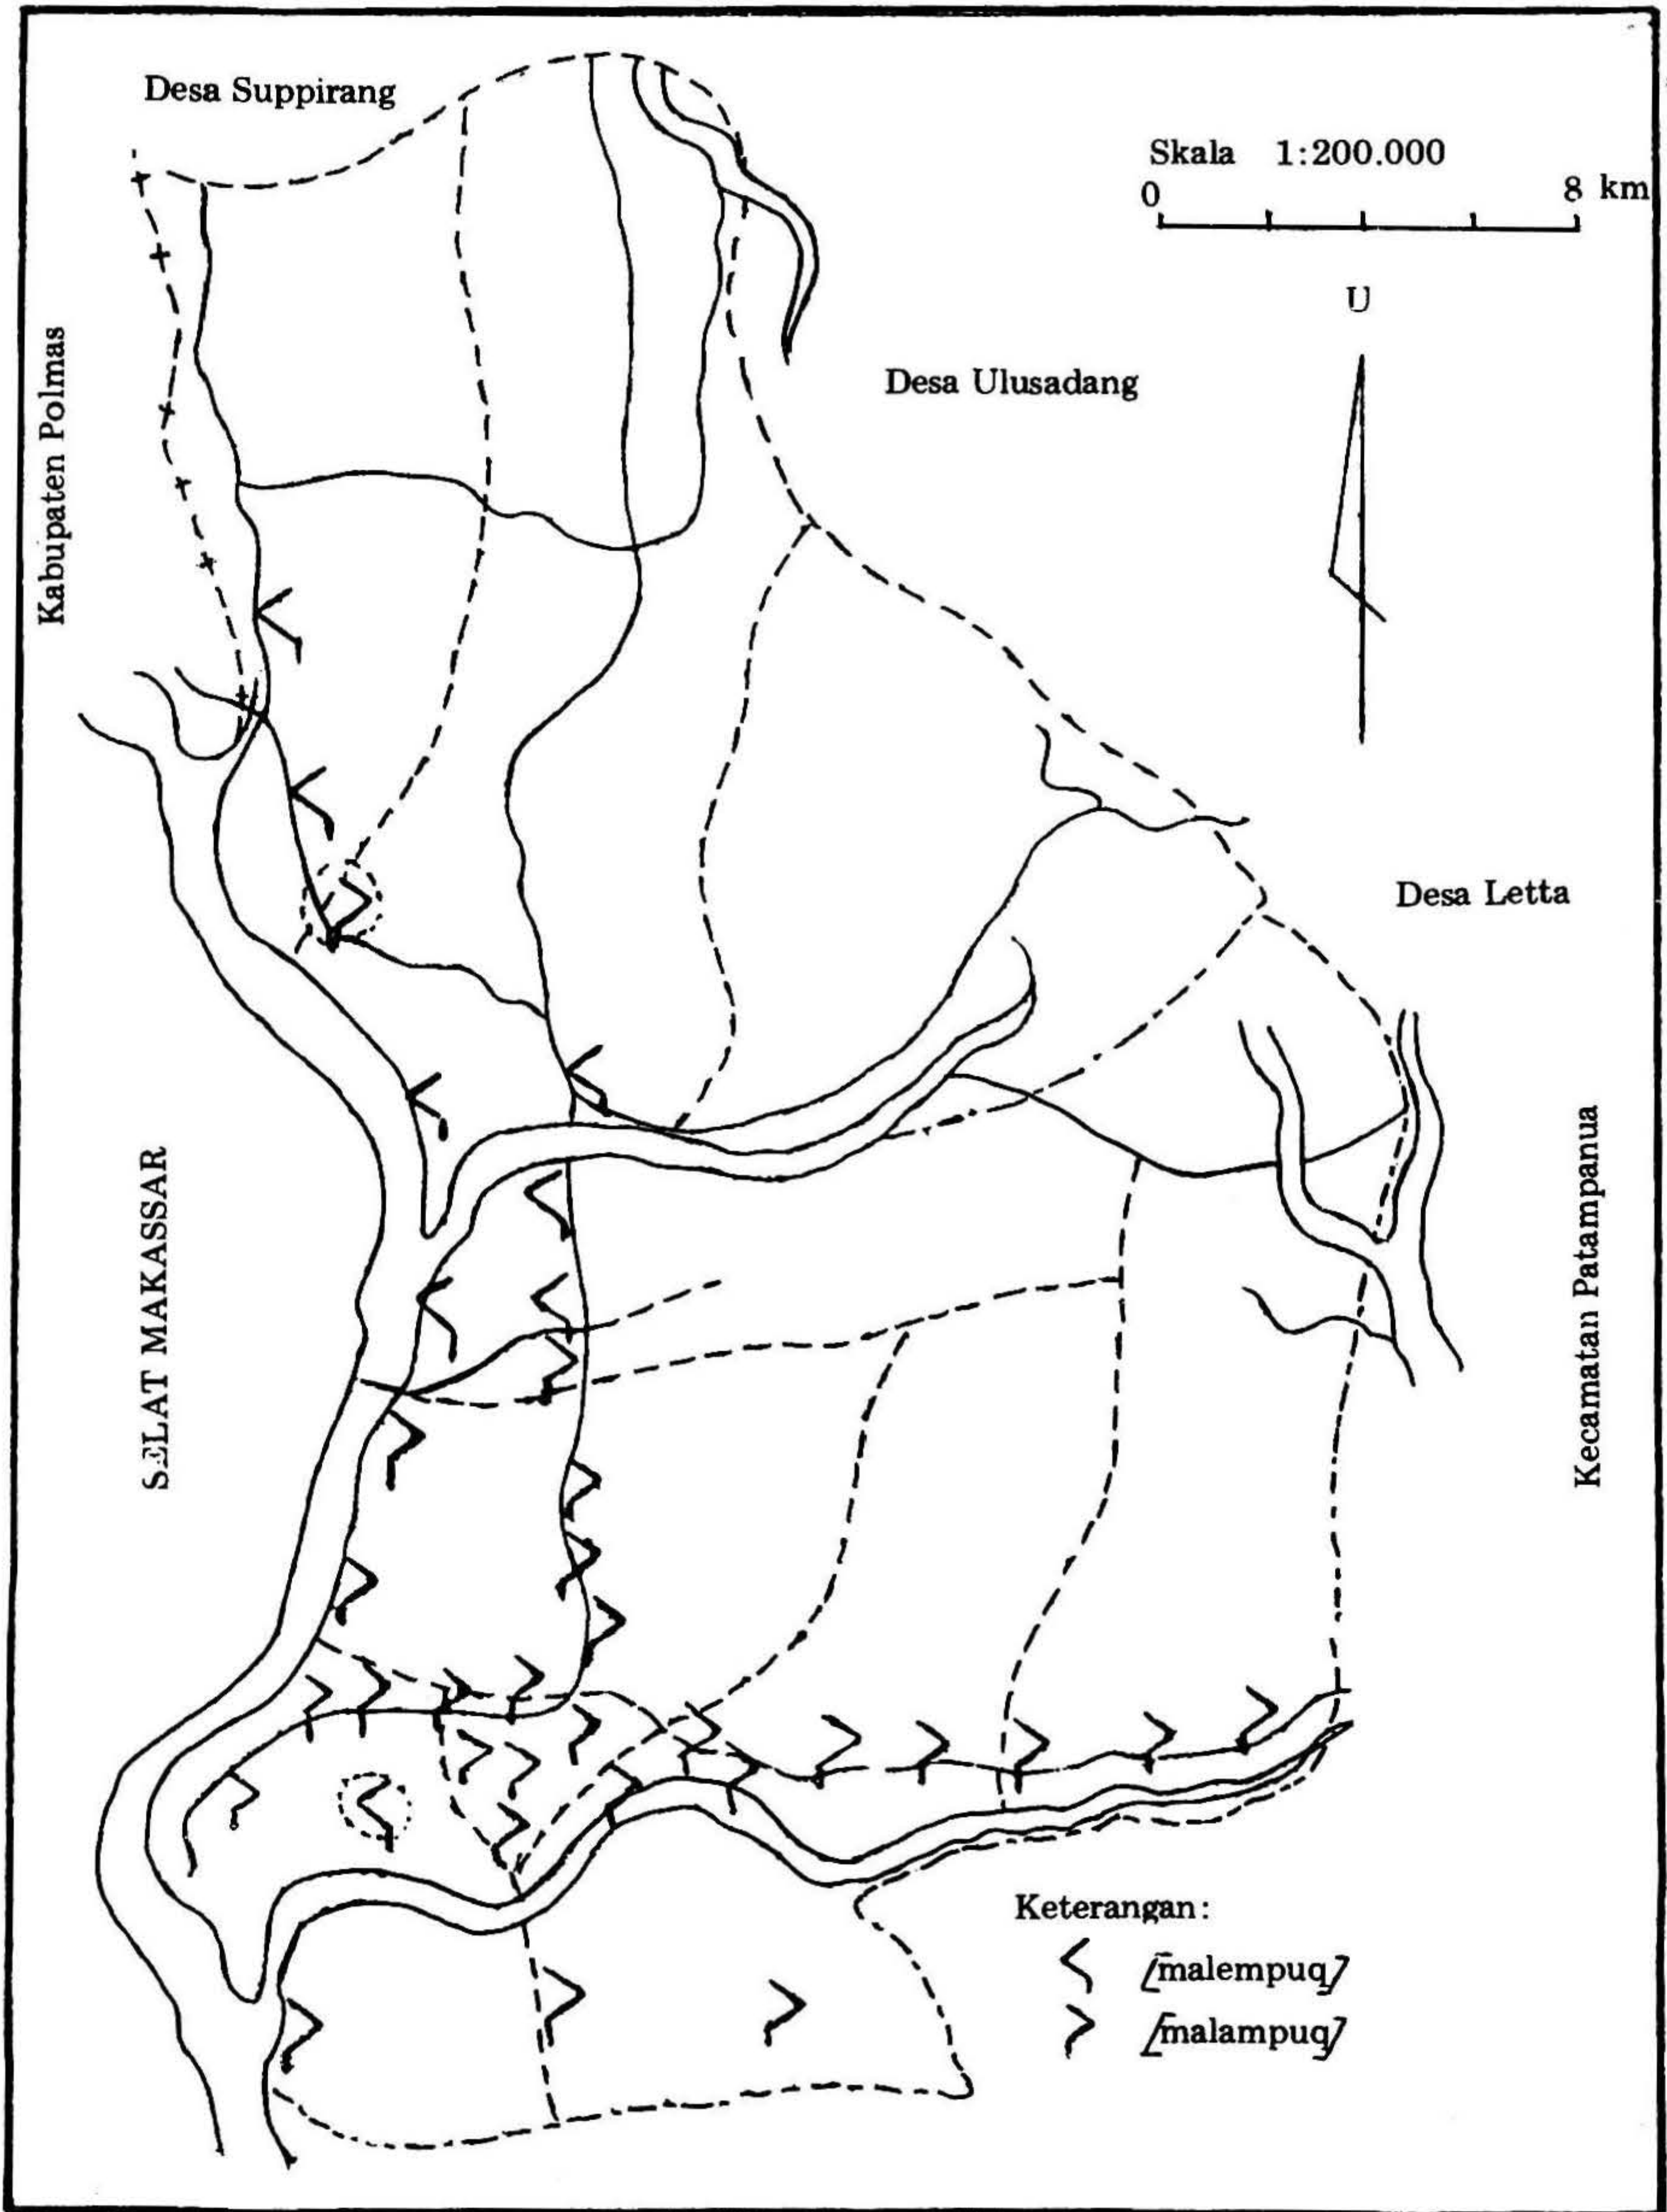 Desa Suppirang
Skala 1:200.000
0 8 km
U
Kabupaten Polmas
Desa Ulusadang
Desa Letta
SELAT MAKASSAR
Kecamatan Patampanua
Keterangan:
[malempuq]
[malampuq]